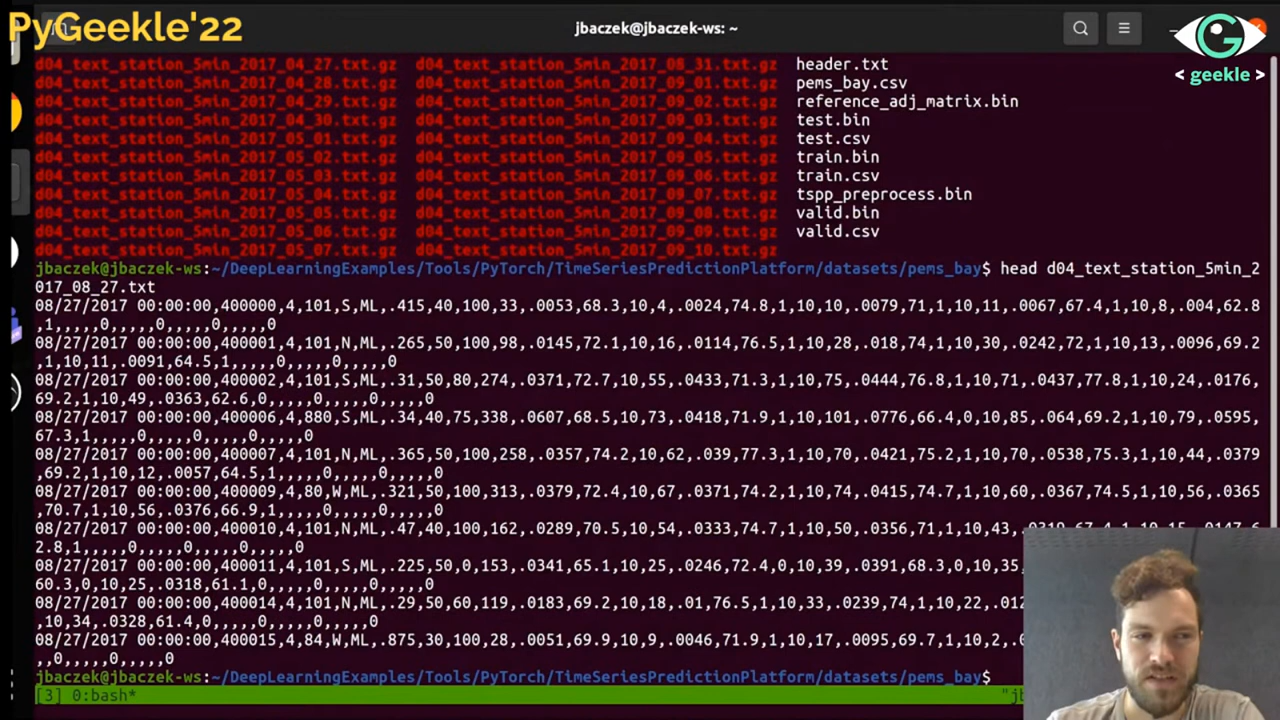 PyGeekle'22
jbaczek@jbaczek-ws: ~
< geekle >
d04_text_station_5min_2017_04_27.txt.gz d04_text_station_5min_2017_08_31.txt.gz header.txt
d04_text_station_5min_2017_04_28.txt.gz d04_text_station_5min_2017_09_01.txt.gz pems_bay.csv
d04_text_station_5min_2017_04_29.txt.gz d04_text_station_5min_2017_09_02.txt.gz reference_adj_matrix.bin
d04_text_station_5min_2017_04_30.txt.gz d04_text_station_5min_2017_09_03.txt.gz test.bin
d04_text_station_5min_2017_05_01.txt.gz d04_text_station_5min_2017_09_04.txt.gz test.csv
d04_text_station_5min_2017_05_02.txt.gz d04_text_station_5min_2017_09_05.txt.gz train.bin
d04_text_station_5min_2017_05_03.txt.gz d04_text_station_5min_2017_09_06.txt.gz train.csv
d04_text_station_5min_2017_05_04.txt.gz d04_text_station_5min_2017_09_07.txt.gz tspp_preprocess.bin
d04_text_station_5min_2017_05_05.txt.gz d04_text_station_5min_2017_09_08.txt.gz valid.bin
d04_text_station_5min_2017_05_06.txt.gz d04_text_station_5min_2017_09_09.txt.gz valid.csv
d04_text_station_5min_2017_05_07.txt.gz d04_text_station_5min_2017_09_10.txt.gz
jbaczek@jbaczek-ws:~/DeepLearningExamples/Tools/PyTorch/TimeSeriesPredictionPlatform/datasets/pems_bay$ head d04_text_station_5min_2
017_08_27.txt
08/27/2017 00:00:00,400000,4,101,S,ML,.415,40,100,33,.0053,68.3,10,4,.0024,74.8,1,10,10,.0079,71,1,10,11,.0067,67.4,1,10,8,.004,62.8
,1,,,,,0,,,,,0,,,,,0,,,,,0
08/27/2017 00:00:00,400001,4,101,N,ML,.265,50,100,98,.0145,72.1,10,16,.0114,76.5,1,10,28,.018,74,1,10,30,.0242,72,1,10,13,.0096,69.2
,1,10,11,.0091,64.5,1,,,,,0,,,,,0,,,,,0
08/27/2017 00:00:00,400002,4,101,S,ML,.31,50,80,274,.0371,72.7,10,55,.0433,71.3,1,10,75,.0444,76.8,1,10,71,.0437,77.8,1,10,24,.0176,
69.2,1,10,49,.0363,62.6,0,,,,,0,,,,,0,,,,,0
08/27/2017 00:00:00,400006,4,880,S,ML,.34,40,75,338,.0607,68.5,10,73,.0418,71.9,1,10,101,.0776,66.4,0,10,85,.064,69.2,1,10,79,.0595,
67.3,1,,,,,0,,,,,0,,,,,0,,,,,0
08/27/2017 00:00:00,400007,4,101,N,ML,.365,50,100,258,.0357,74.2,10,62,.039,77.3,1,10,70,.0421,75.2,1,10,70,.0538,75.3,1,10,44,.0379
,69.2,1,10,12,.0057,64.5,1,,,,,0,,,,,0,,,,,0
08/27/2017 00:00:00,400009,4,80,W,ML,.321,50,100,313,.0379,72.4,10,67,.0371,74.2,1,10,74,.0415,74.7,1,10,60,.0367,74.5,1,10,56,.0365
,70.7,1,10,56,.0376,66.9,1,,,,,0,,,,,0,,,,,0
08/27/2017 00:00:00,400010,4,101,N,ML,.47,40,100,162,.0289,70.5,10,54,.0333,74.7,1,10,50,.0356,71,1,10,43,
2.8,1,,,,,0,,,,,0,,,,,0,,,,,0
08/27/2017 00:00:00,400011,4,101,S,ML,.225,50,0,153,.0341,65.1,10,25,.0246,72.4,0,10,39,.0391,68.3,0,10,35,
60.3,0,10,25,.0318,61.1,0,,,,,0,,,,,0,,,,,0
08/27/2017 00:00:00,400014,4,101,N,ML,.29,50,60,119,.0183,69.2,10,18,.01,76.5,1,10,33,.0239,74,1,10,22,.012
,10,34,.0328,61.4,0,,,,,0,,,,,0,,,,,0
08/27/2017 00:00:00,400015,4,84,W,ML,.875,30,100,28,.0051,69.9,10,9,.0046,71.9,1,10,17,.0095,69.7,1,10,2,.
,,0,,,,,0,,,,,0
jbaczek@jbaczek-ws:~/DeepLearningExamples/Tools/PyTorch/TimeSeriesPredictionPlatform/datasets/pems_bay$
[3] 0:bash* "jb